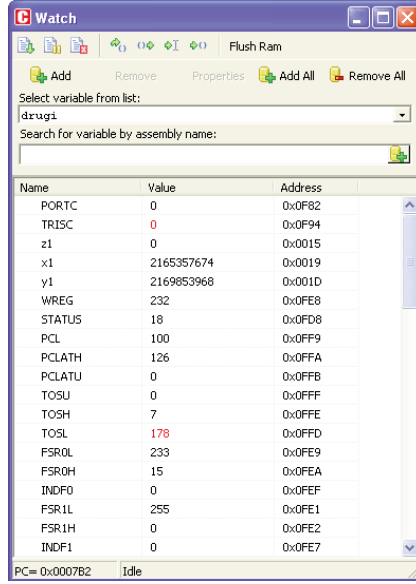 C Watch
Flush Ram
Add Remove Properties Add All Remove All
Select variable from list:
drugi
Search for variable by assembly name:
Name Value Address
PORTC 0 0x0F82
TRISC 0 0x0F94
z1 0 0x0015
x1 2165357674 0x0019
y1 2169853968 0x001D
WREG 232 0x0FE8
STATUS 18 0x0FD8
PCL 100 0x0FF9
PCLATH 126 0x0FFA
PCLATU 0 0x0FFB
TOSU 0 0x0FFF
TOSH 7 0x0FFE
TOSL 178 0x0FFD
FSR0L 233 0x0FE9
FSR0H 15 0x0FEA
INDF0 0 0x0FEF
FSR1L 255 0x0FE1
FSR1H 0 0x0FE2
INDF1 0 0x0FE7
PC= 0x0007B2 Idle